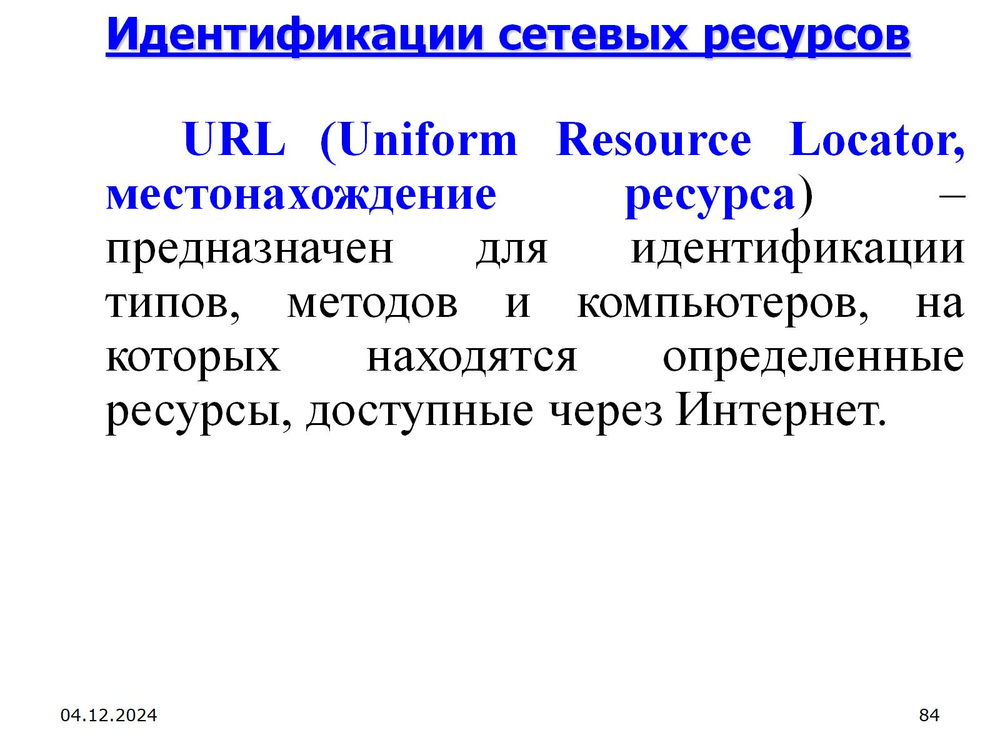 Идентификации сетевых ресурсов
URL (Uniform Resource Locator,
местонахождение ресурса) –
предназначен для идентификации
типов, методов и компьютеров, на
которых находятся определенные
ресурсы, доступные через Интернет.
04.12.2024
84